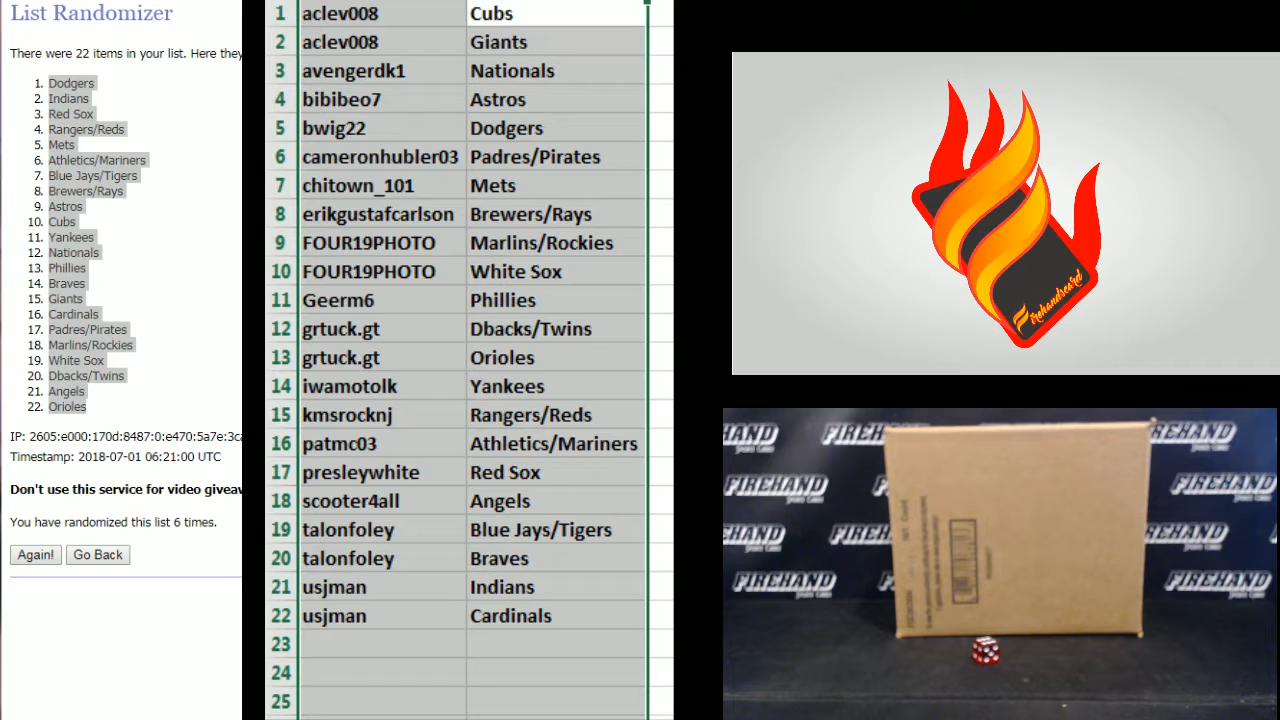 List Randomizer
There were 22 items in your list. Here they
1. Dodgers
2. Indians
3. Red Sox
4. Rangers/Reds
5. Mets
6. Athletics/Mariners
7. Blue Jays/Tigers
8. Brewers/Rays
9. Astros
10. Cubs
11. Yankees
12. Nationals
13. Phillies
14. Braves
15. Giants
16. Cardinals
17. Padres/Pirates
18. Marlins/Rockies
19. White Sox
20. Dbacks/Twins
21. Angels
22. Orioles
IP: 2605:e000:170d:8487:0:e470:5a7e:3ca
Timestamp: 2018-07-01 06:21:00 UTC
Don't use this service for video giveaw
You have randomized this list 6 times.
Again! Go Back
1 aclev008 Cubs
2 aclev008 Giants
3 avengerdk1 Nationals
4 bibibeo7 Astros
5 bwig22 Dodgers
6 cameronhubler03 Padres/Pirates
7 chitown_101 Mets
8 erikgustafcarlson Brewers/Rays
9 FOUR19PHOTO Marlins/Rockies
10 FOUR19PHOTO White Sox
11 Geerm6 Phillies
12 grtuck.gt Dbacks/Twins
13 grtuck.gt Orioles
14 iwamotolk Yankees
15 kmsrocknj Rangers/Reds
16 patmc03 Athletics/Mariners
17 presleywhite Red Sox
18 scooter4all Angels
19 talonfoley Blue Jays/Tigers
20 talonfoley Braves
21 usjman Indians
22 usjman Cardinals
23
24
25
Firehandscard
HAND FIREHAND FIREHAND
FIREHAND FIREHAND
HAND FIREHAND
FIREHAND FIREHAND